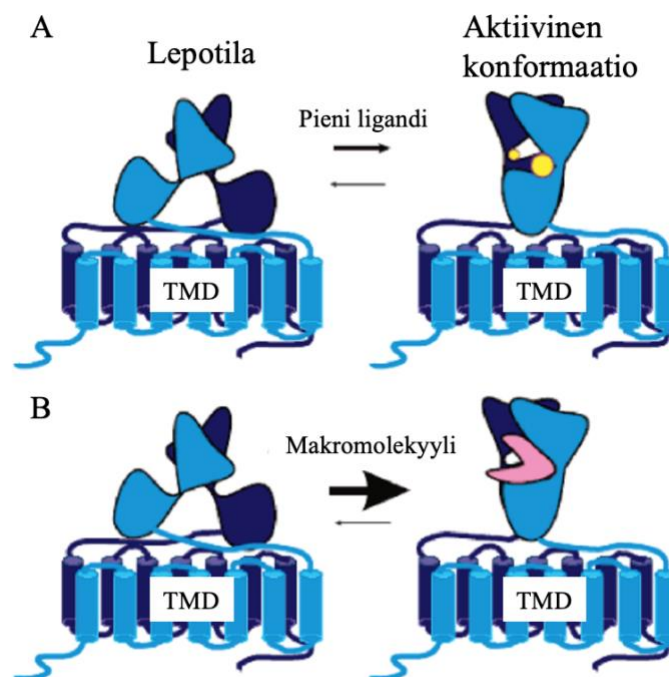 A
Lepotila
Aktiivinen
konformaatio
Pieni ligandi
TMD
TMD
B
Makromolekyyli
TMD
TMD